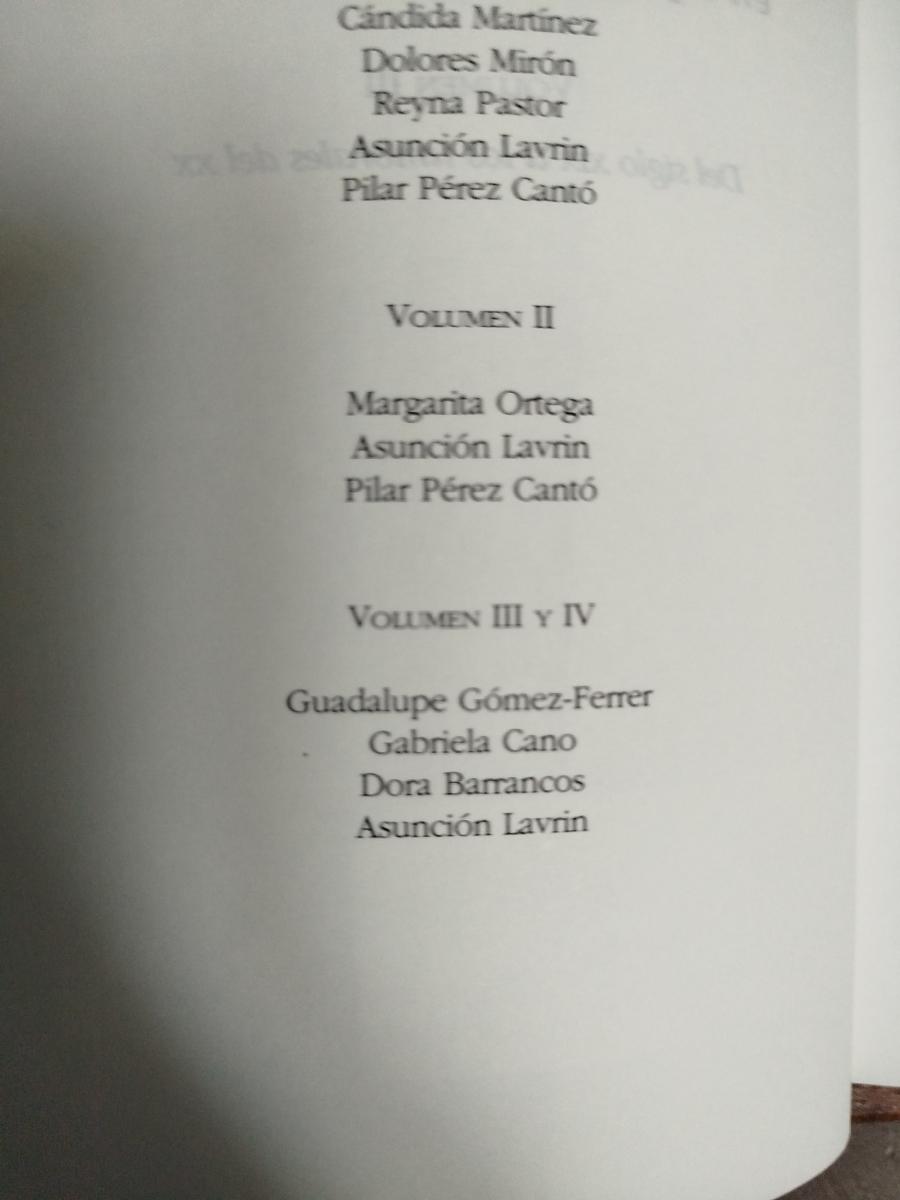 Cándida Martínez
Dolores Mirón
Reyna Pastor
Asunción Lavrin
Pilar Pérez Cantó
VOLUMEN II
Margarita Ortega
Asunción Lavrin
Pilar Pérez Cantó
VOLUMEN III Y IV
Guadalupe Gómez-Ferrer
Gabriela Cano
Dora Barrancos
Asunción Lavrin